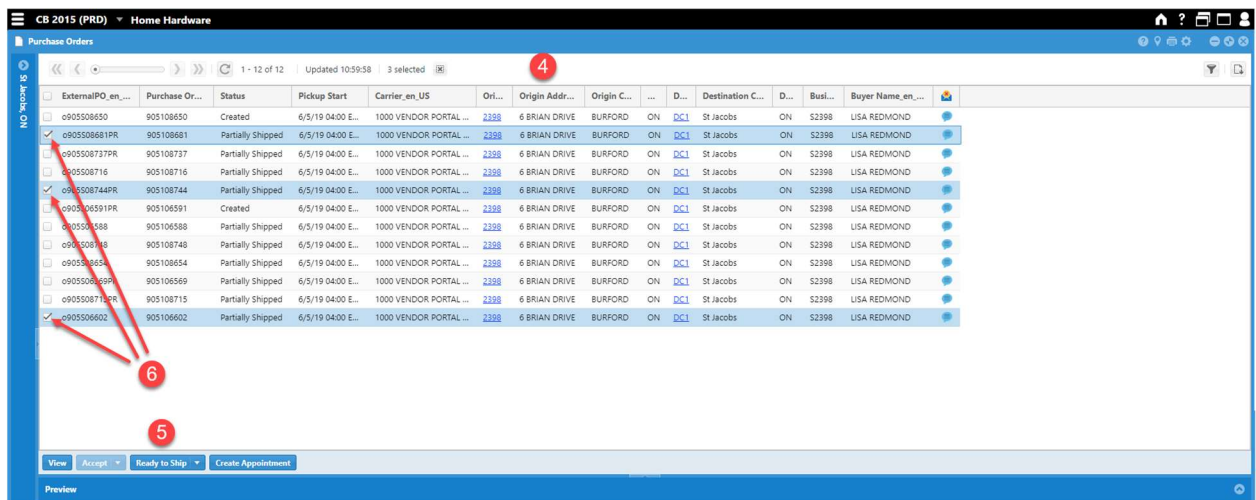 CB 2015 (PRD) Home Hardware ?
Purchase Orders
St Jacobs, ON
1 - 12 of 12 Updated 10:59:58 3 selected
4
ExternalPO_en_... Purchase Or... Status Pickup Start Carrier_en_US Ori... Origin Addr... Origin C... ... D... Destination C... D... Busi... Buyer Name_en_...
o905S08650 905108650 Created 6/5/19 04:00 E... 1000 VENDOR PORTAL ... 2398 6 BRIAN DRIVE BURFORD ON DC1 St Jacobs ON S2398 LISA REDMOND
o905S08681PR 905108681 Partially Shipped 6/5/19 04:00 E... 1000 VENDOR PORTAL ... 2398 6 BRIAN DRIVE BURFORD ON DC1 St Jacobs ON S2398 LISA REDMOND
o905S08737PR 905108737 Partially Shipped 6/5/19 04:00 E... 1000 VENDOR PORTAL ... 2398 6 BRIAN DRIVE BURFORD ON DC1 St Jacobs ON S2398 LISA REDMOND
o905S08716 905108716 Partially Shipped 6/5/19 04:00 E... 1000 VENDOR PORTAL ... 2398 6 BRIAN DRIVE BURFORD ON DC1 St Jacobs ON S2398 LISA REDMOND
o905S08744PR 905108744 Partially Shipped 6/5/19 04:00 E... 1000 VENDOR PORTAL ... 2398 6 BRIAN DRIVE BURFORD ON DC1 St Jacobs ON S2398 LISA REDMOND
o905S06591PR 905106591 Created 6/5/19 04:00 E... 1000 VENDOR PORTAL ... 2398 6 BRIAN DRIVE BURFORD ON DC1 St Jacobs ON S2398 LISA REDMOND
o905S06588 905106588 Partially Shipped 6/5/19 04:00 E... 1000 VENDOR PORTAL ... 2398 6 BRIAN DRIVE BURFORD ON DC1 St Jacobs ON S2398 LISA REDMOND
o905S08748 905108748 Partially Shipped 6/5/19 04:00 E... 1000 VENDOR PORTAL ... 2398 6 BRIAN DRIVE BURFORD ON DC1 St Jacobs ON S2398 LISA REDMOND
o905S08654 905108654 Partially Shipped 6/5/19 04:00 E... 1000 VENDOR PORTAL ... 2398 6 BRIAN DRIVE BURFORD ON DC1 St Jacobs ON S2398 LISA REDMOND
o905S06569PR 905106569 Partially Shipped 6/5/19 04:00 E... 1000 VENDOR PORTAL ... 2398 6 BRIAN DRIVE BURFORD ON DC1 St Jacobs ON S2398 LISA REDMOND
o905S08715PR 905108715 Partially Shipped 6/5/19 04:00 E... 1000 VENDOR PORTAL ... 2398 6 BRIAN DRIVE BURFORD ON DC1 St Jacobs ON S2398 LISA REDMOND
o905S06602 905106602 Partially Shipped 6/5/19 04:00 E... 1000 VENDOR PORTAL ... 2398 6 BRIAN DRIVE BURFORD ON DC1 St Jacobs ON S2398 LISA REDMOND
6
5
View Accept Ready to Ship Create Appointment
Preview